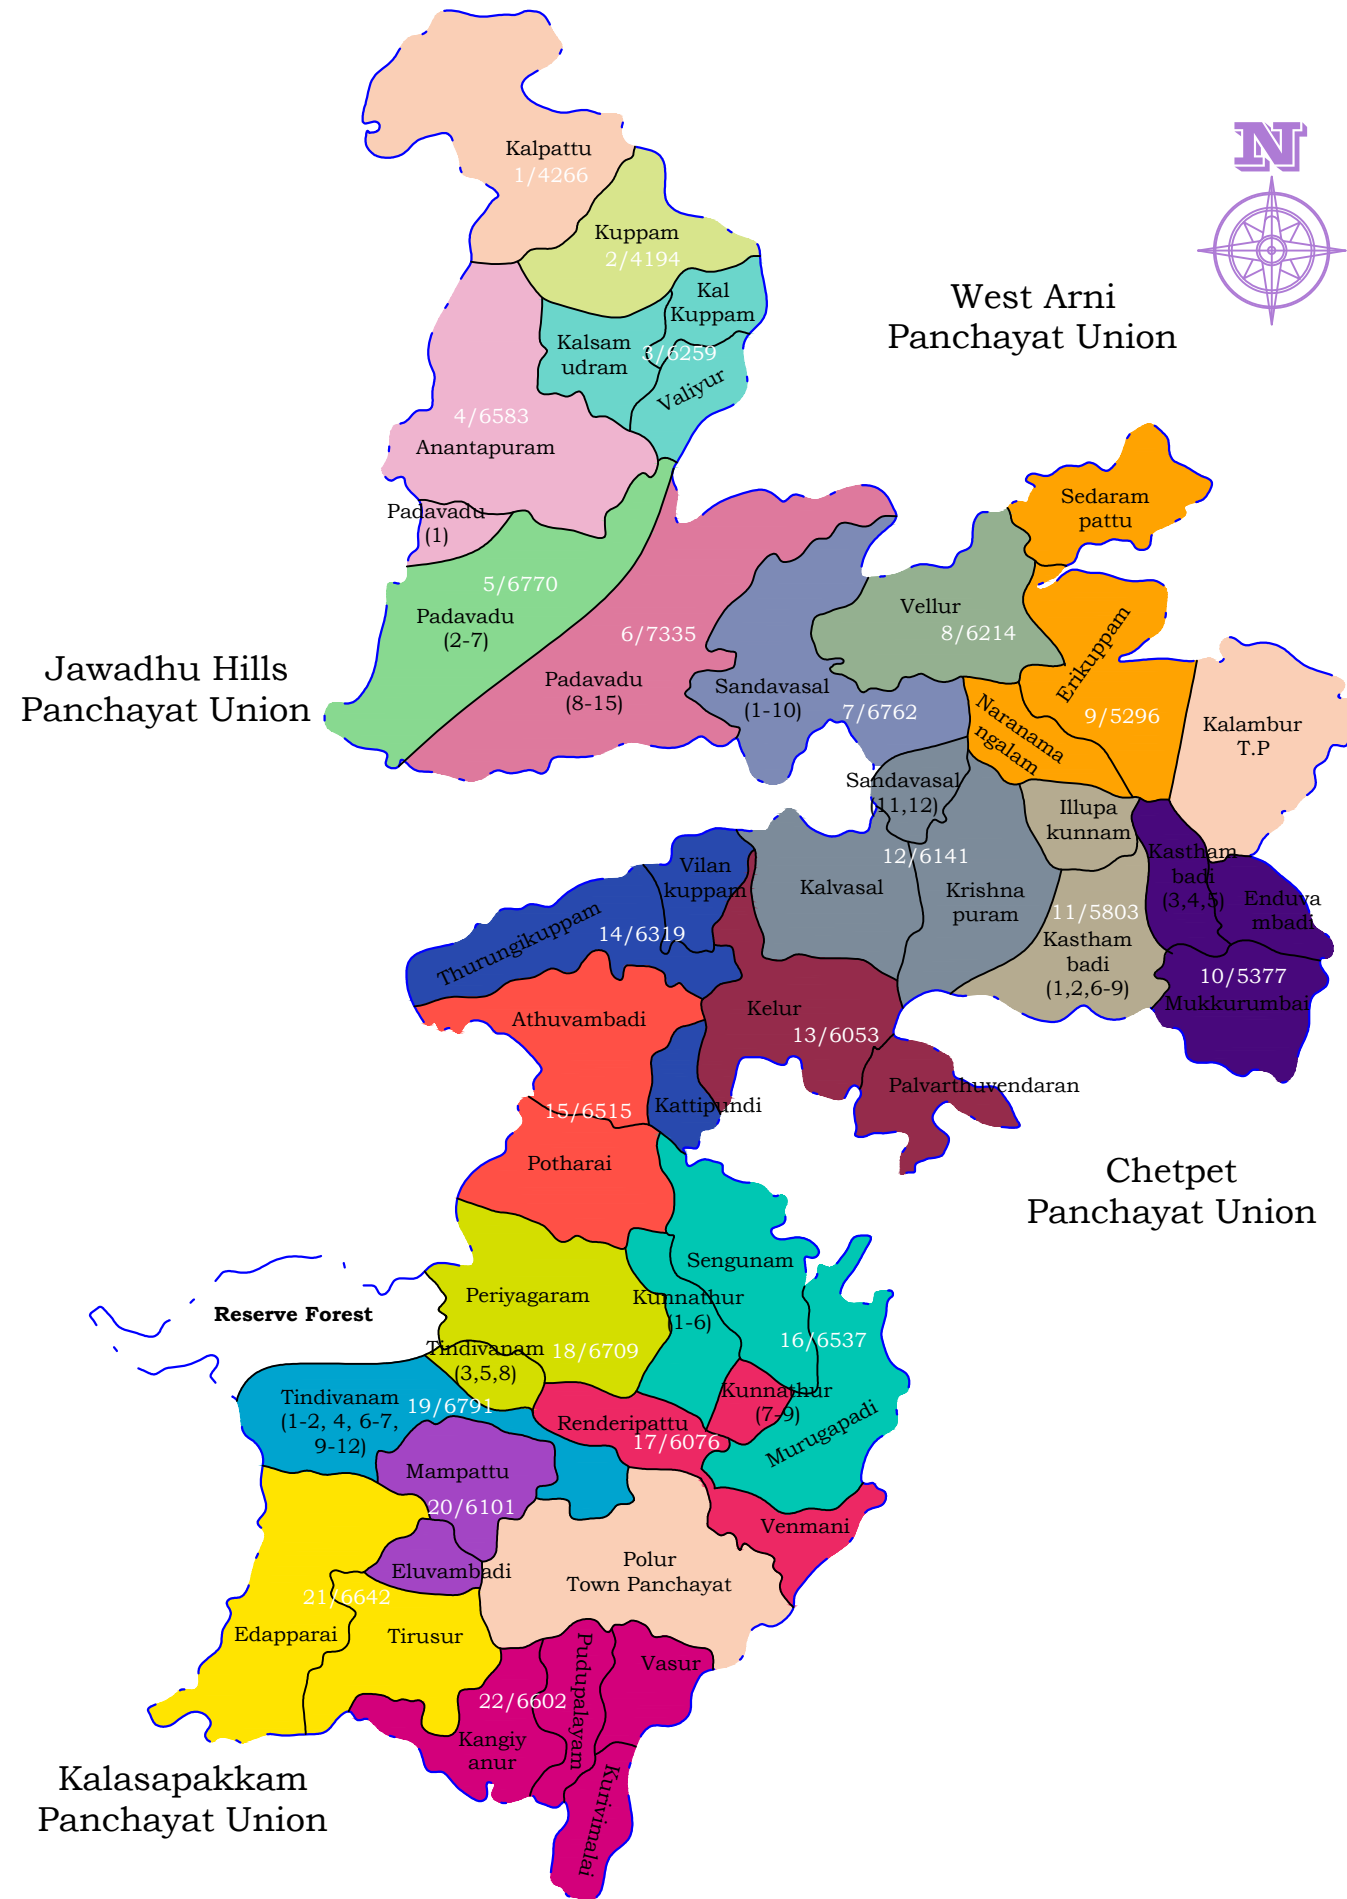 N
Kalpattu
1/4266
Kuppam
2/4194
Kal
Kuppam
Kalsam
udram
3/6259
Valiyur
West Arni
Panchayat Union
4/6583
Anantapuram
Padavadu
(1)
5/6770
Padavadu
(2-7)
6/7335
Padavadu
(8-15)
Jawadhu Hills
Panchayat Union
Sedaram
pattu
Vellur
8/6214
Erikuppam
9/5296
Sandavasal
(1-10)
7/6762
Naranama
ngalam
Kalambur
T.P
Sandavasal
(11,12)
Illupa
kunnam
12/6141
Kalvasal
Krishna
puram
Kastham
badi
(3,4,5)
Enduva
mbadi
11/5803
Kastham
badi
(1,2,6-9)
10/5377
Mukkurumbai
Vilan
kuppam
Thurungikuppam
14/6319
Athuvambadi
Kelur
13/6053
Palvarthuvendaran
Kattipundi
15/6515
Potharai
Chetpet
Panchayat Union
Sengunam
Periyagaram
Kunnathur
(1-6)
Reserve Forest
16/6537
Tindivanam
(3,5,8)
18/6709
Kunnathur
(7-9)
Tindivanam
(1-2, 4, 6-7,
9-12)
19/6791
Renderipattu
17/6076
Murugapadi
Mampattu
20/6101
Venmani
Eluvambadi
Polur
Town Panchayat
21/6642
Edapparai
Tirusur
Pudupalayam
Vasur
22/6602
Kangiy
anur
Kurivimalai
Kalasapakkam
Panchayat Union